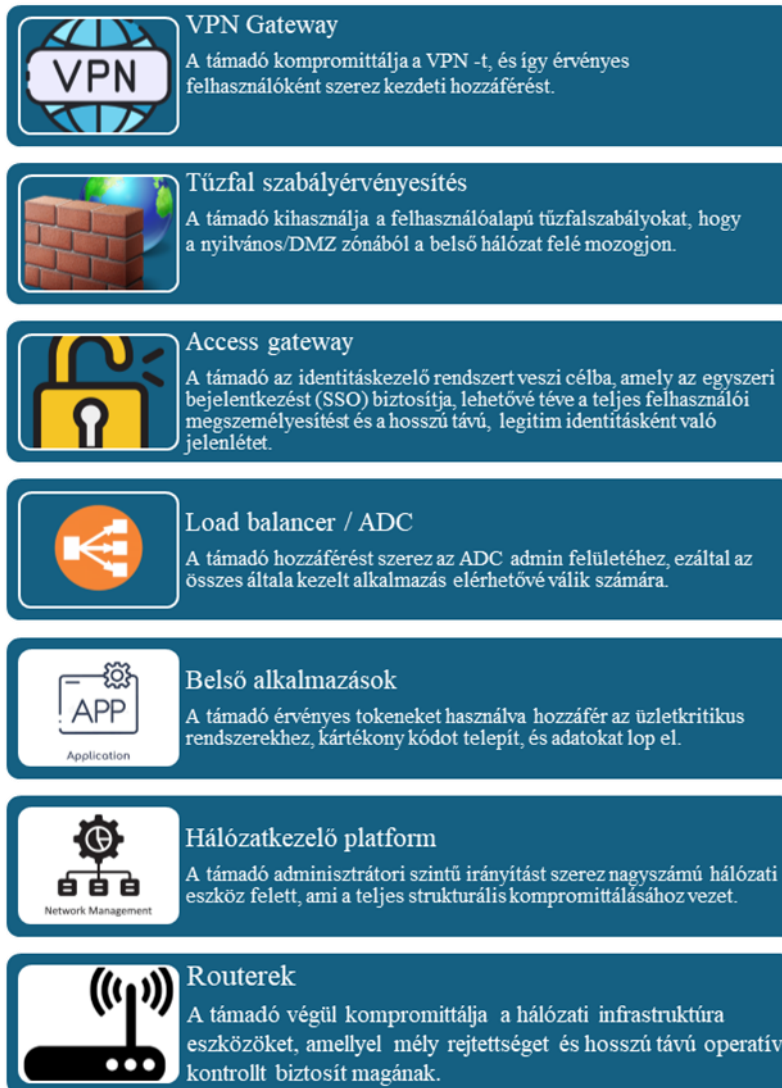 VPN Gateway
VPN
A támadó kompromittálja a VPN -t, és így érvényes
felhasználóként szerez kezdeti hozzáférést.
Tűzfal szabályérvényesítés
A támadó kihasználja a felhasználóalapú tűzfalszabályokat, hogy
a nyilvános/DMZ zónából a belső hálózat felé mozogjon.
Access gateway
A támadó az identitáskezelő rendszert veszi célba, amely az egyszeri
bejelentkezést (SSO) biztosítja, lehetővé téve a teljes felhasználói
megszemélyesítést és a hosszú távú, legitim identitásként való
jelenlétet.
Load balancer / ADC
A támadó hozzáférést szerez az ADC admin felületéhez, ezáltal az
összes általa kezelt alkalmazás elérhetővé válik számára.
Belső alkalmazások
APP
Application
A támadó érvényes tokeneket használva hozzáfér az üzletkritikus
rendszerekhez, kártékony kódot telepít, és adatokat lop el.
Hálózatkezelő platform
Network Management
A támadó adminisztrátori szintű irányítást szerez nagyszámú hálózati
eszköz felett, ami a teljes strukturális kompromittálásához vezet.
Routerek
A támadó végül kompromittálja a hálózati infrastruktúra
eszközöket, amellyel mély rejtettséget és hosszú távú operatív
kontrollt biztosít magának.